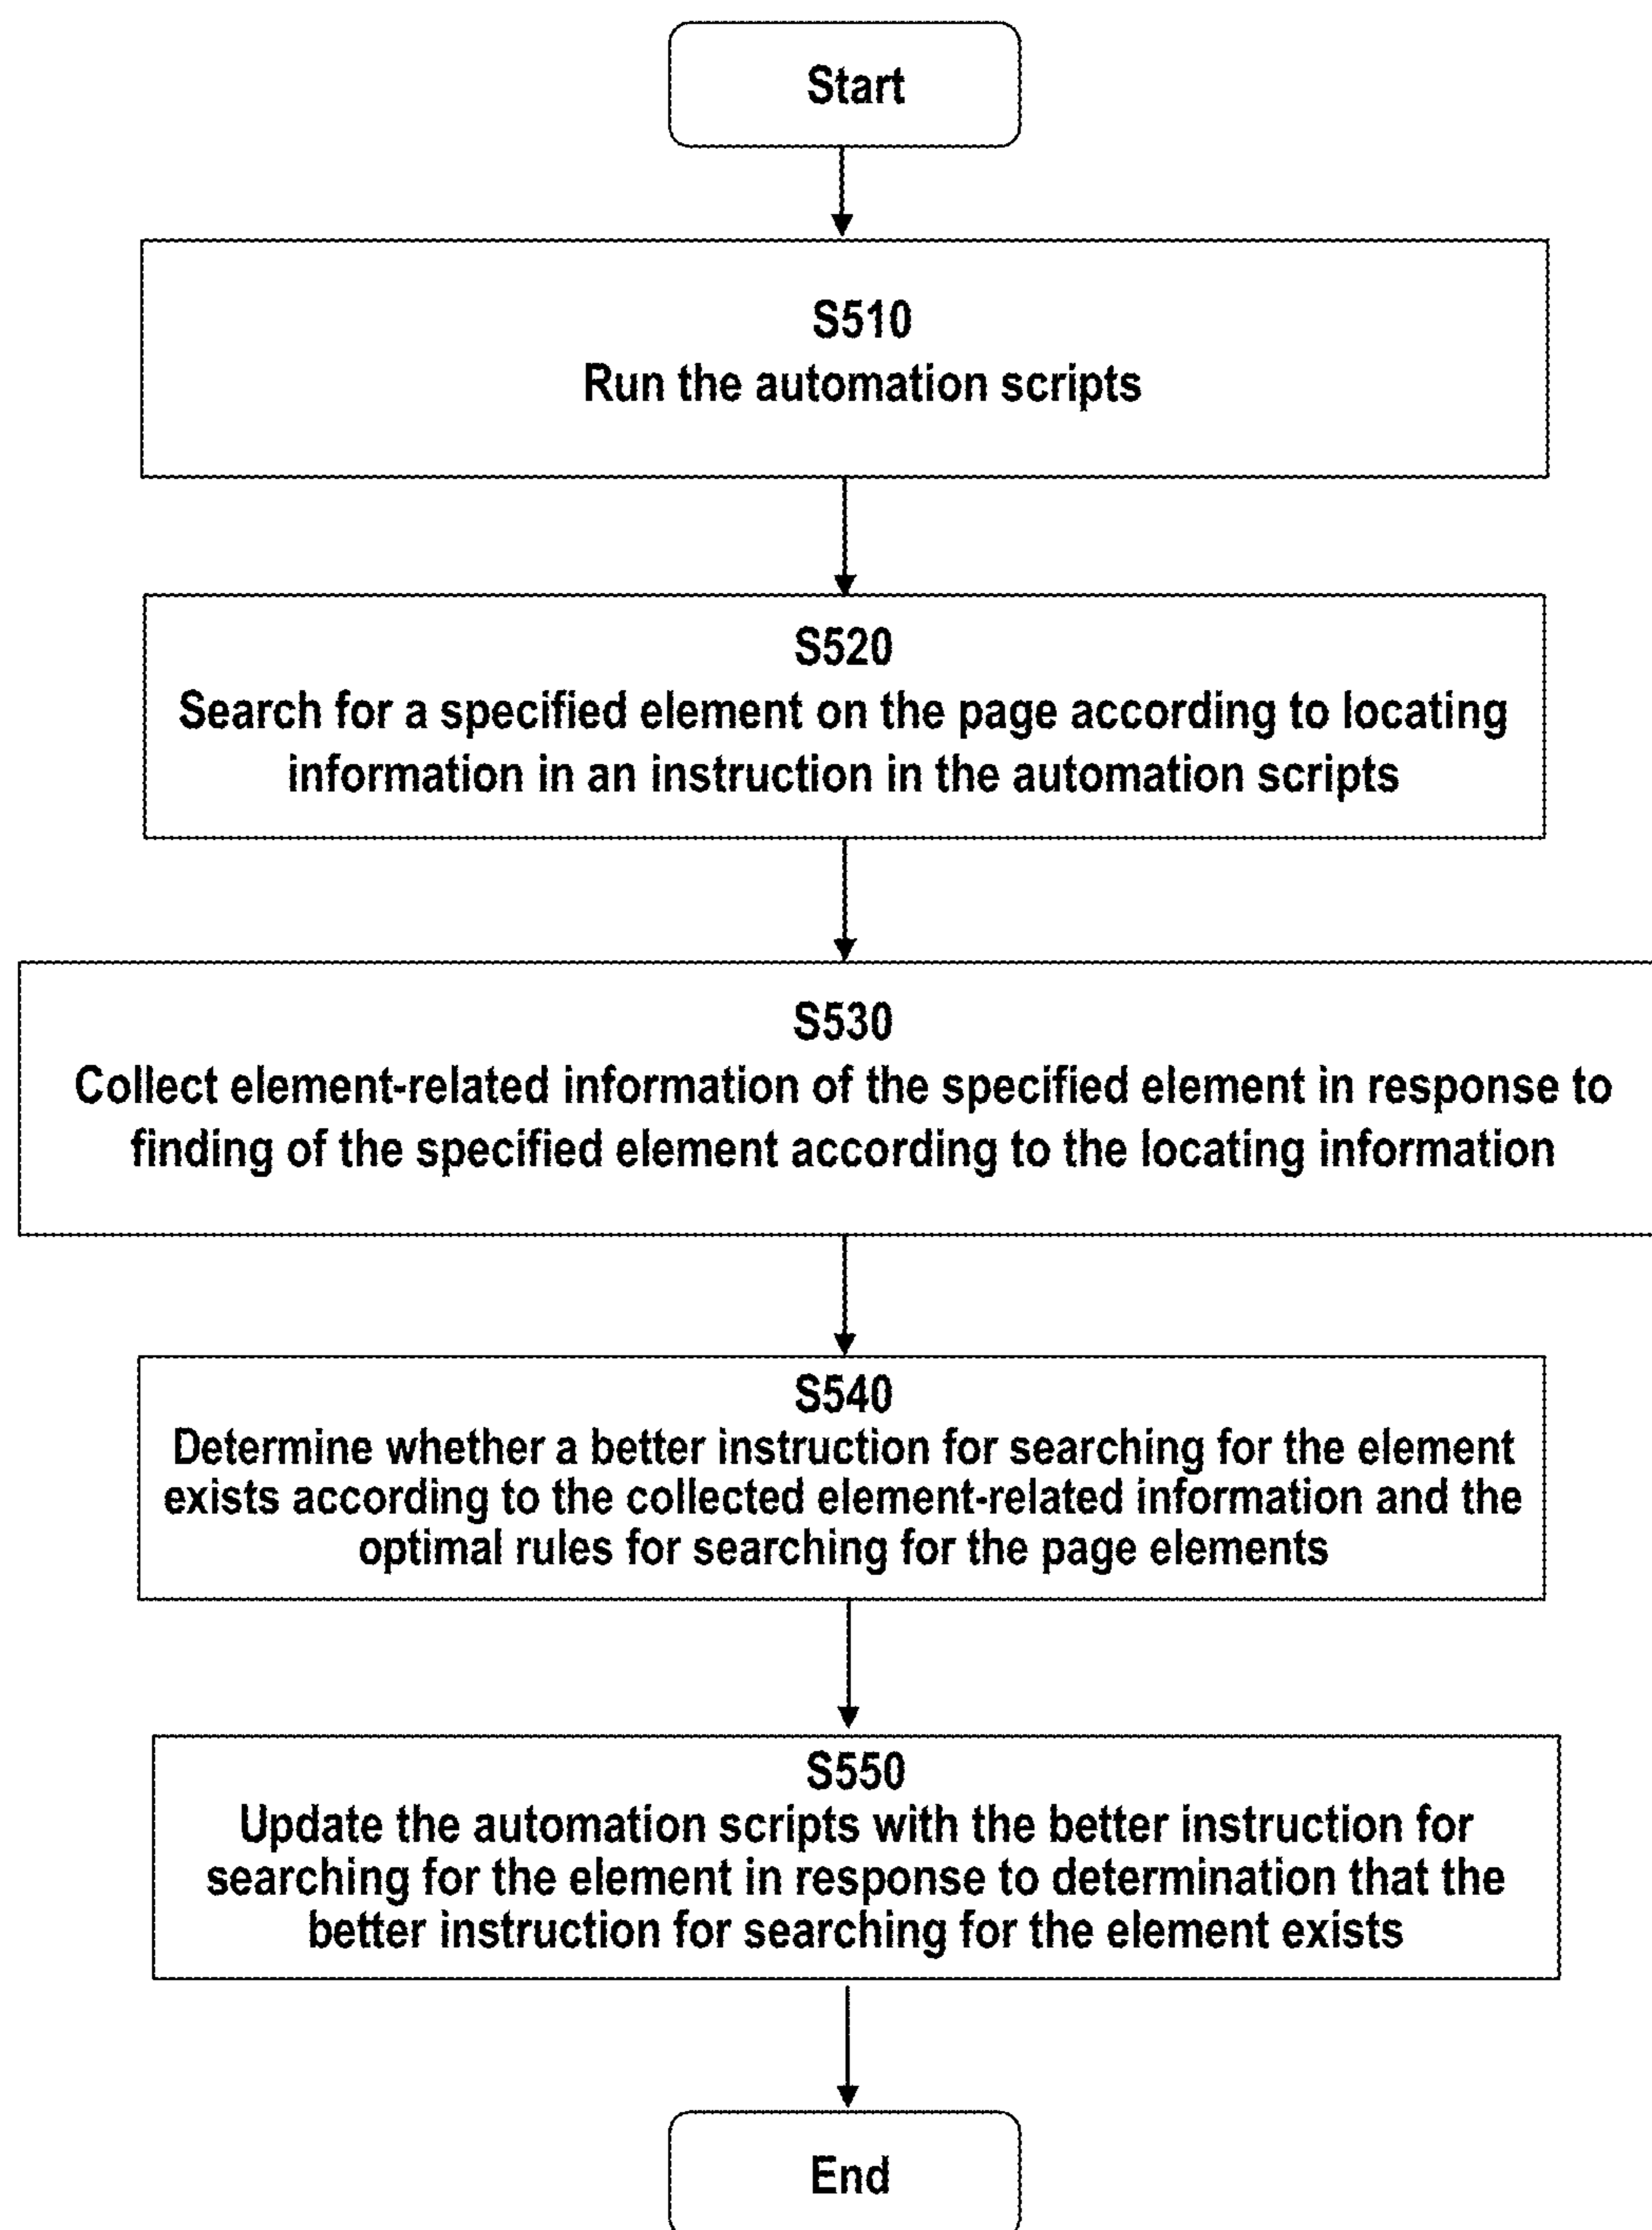 Start
S510
Run the automation scripts
S520
Search for a specified element on the page according to locating
information in an instruction in the automation scripts
S530
Collect element-related information of the specified element in response to
finding of the specified element according to the locating information
S540
Determine whether a better instruction for searching for the element
exists according to the collected element-related information and the
optimal rules for searching for the page elements
S550
Update the automation scripts with the better instruction for
searching for the element in response to determination that the
better instruction for searching for the element exists
End